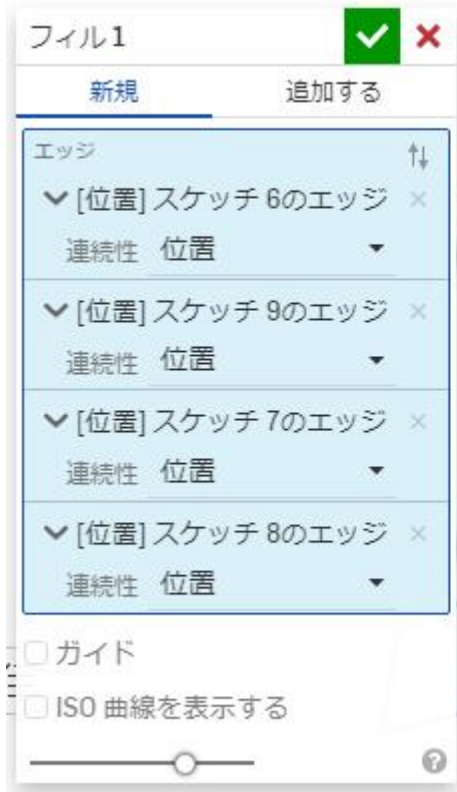 フィル 1
新規 追加する
エッジ
[位置] スケッチ 6のエッジ
連続性 位置
[位置] スケッチ 9のエッジ
連続性 位置
[位置] スケッチ 7のエッジ
連続性 位置
[位置] スケッチ 8のエッジ
連続性 位置
ガイド
ISO 曲線を表示する